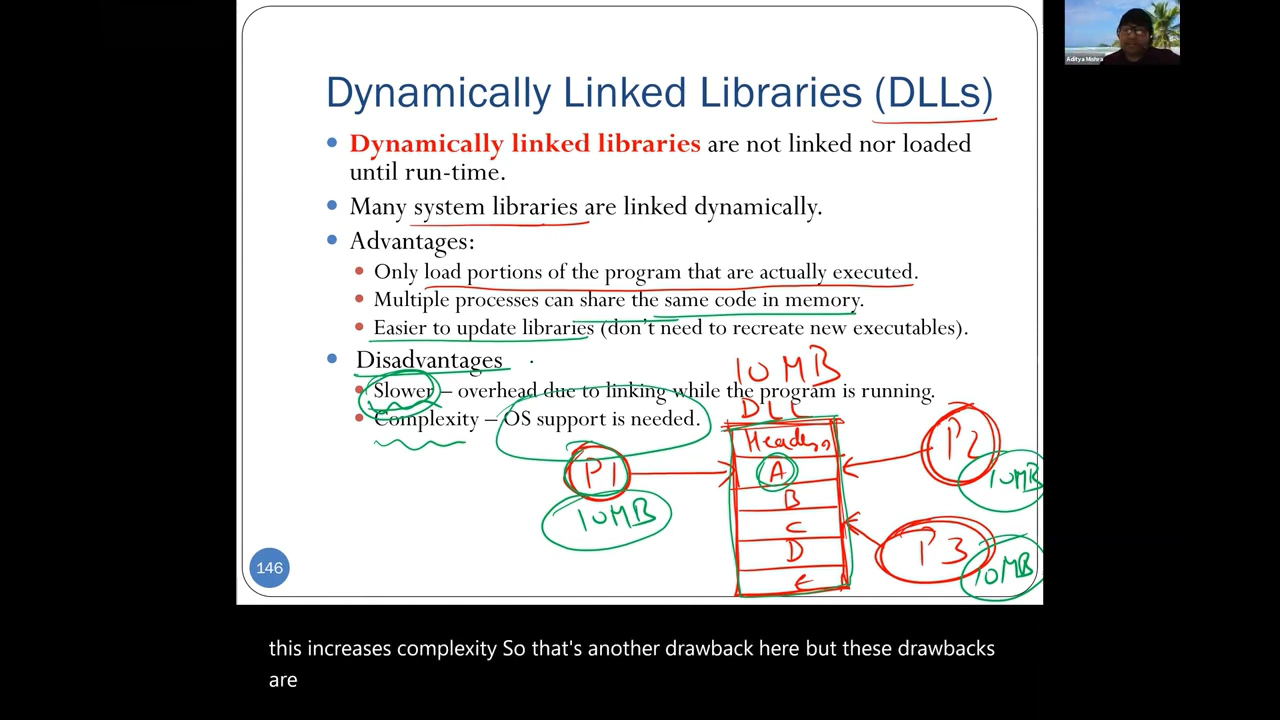 Aditya Mishra
Dynamically Linked Libraries (DLLs)
Dynamically linked libraries are not linked nor loaded
until run-time.
Many system libraries are linked dynamically.
Advantages:
Only load portions of the program that are actually executed.
Multiple processes can share the same code in memory.
Easier to update libraries (don't need to recreate new executables).
Disadvantages
Slower – overhead due to linking while the program is running.
Complexity – OS support is needed.
10 MB
DLL
Header
P1
A
P2
10MB
B
10MB
C
D
P3
10MB
E
146
this increases complexity So that's another drawback here but these drawbacks
are